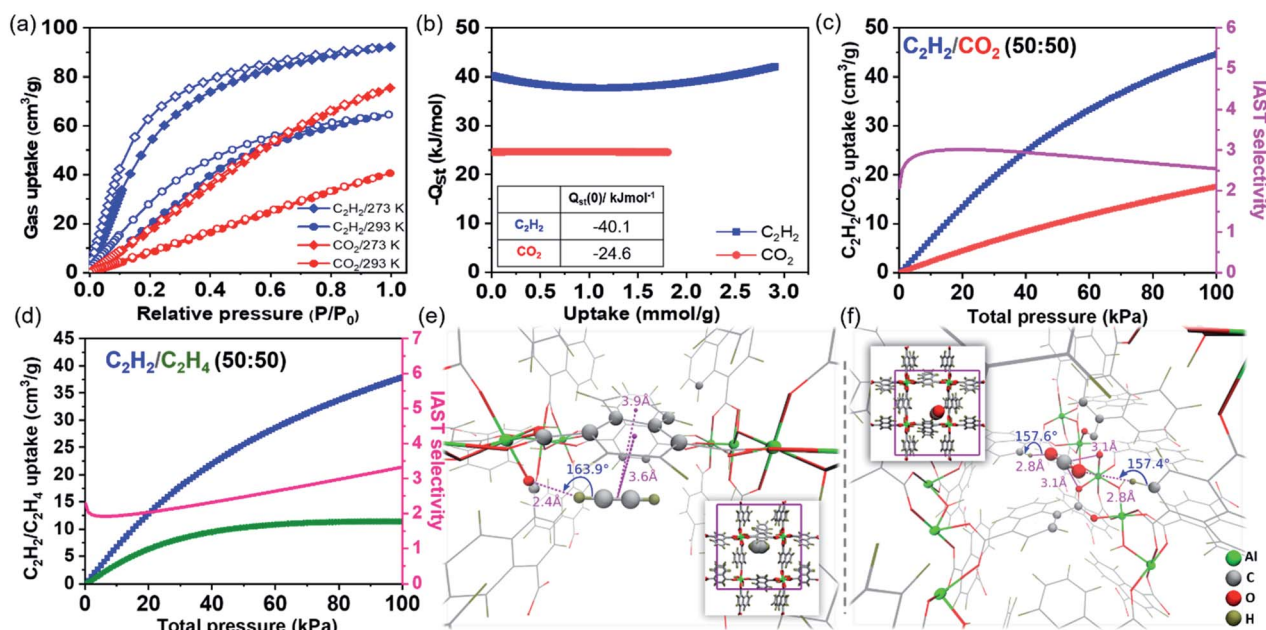 (a)
100
80
60
40
20
0
Gas uptake (cm³/g)
C₂H₂/273 K
C₂H₂/293 K
CO₂/273 K
CO₂/293 K
0.0 0.2 0.4 0.6 0.8 1.0
Relative pressure (P/P₀)
(b)
50
40
30
20
10
0
-Qst (kJ/mol)
Qst(0)/ kJmol⁻¹
C₂H₂ -40.1
CO₂ -24.6
C₂H₂
CO₂
0.0 0.5 1.0 1.5 2.0 2.5 3.0
Uptake (mmol/g)
(c)
C₂H₂/CO₂ (50:50)
50
40
30
20
10
0
C₂H₂/CO₂ uptake (cm³/g)
6
5
4
3
2
1
0
IAST selectivity
0 20 40 60 80 100
Total pressure (kPa)
(d)
C₂H₂/C₂H₄ (50:50)
45
40
35
30
25
20
15
10
5
0
C₂H₂/C₂H₄ uptake (cm³/g)
7
6
5
4
3
2
1
0
IAST selectivity
0 20 40 60 80 100
Total pressure (kPa)
(e)
3.9Å
163.9°
3.6Å
2.4Å
(f)
157.6°
3.1Å
2.8Å
157.4°
3.1Å
2.8Å
Al
C
O
H